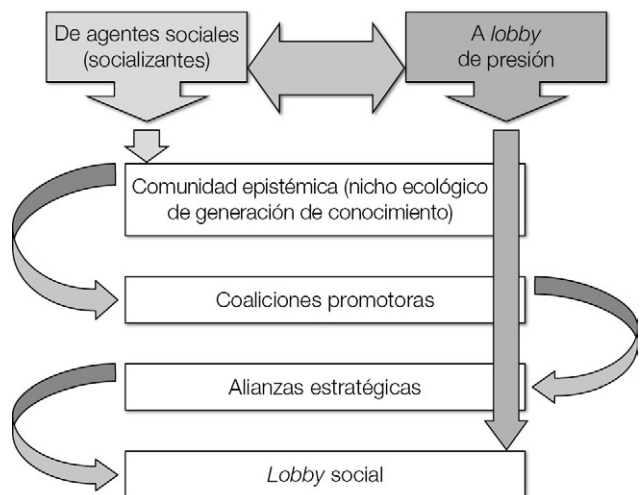 De agentes sociales
(socializantes)
A lobby
de presión
Comunidad epistémica (nicho ecológico
de generación de conocimiento)
Coaliciones promotoras
Alianzas estratégicas
Lobby social